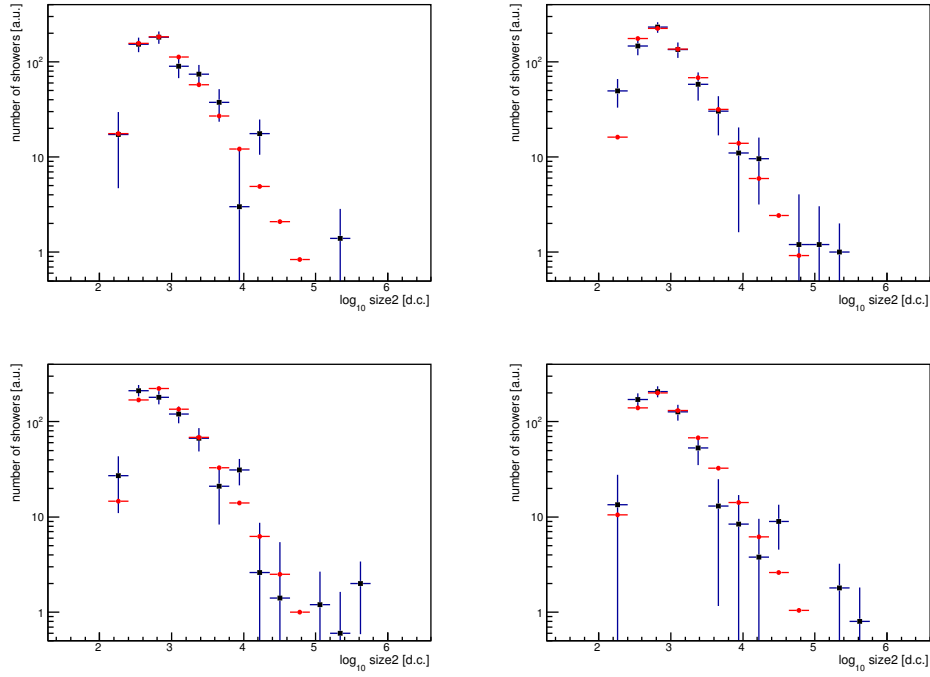 number of showers [a.u.]
10²
10
1
2 3 4 5 6
log₁₀ size2 [d.c.]
number of showers [a.u.]
10²
10
1
2 3 4 5 6
log₁₀ size2 [d.c.]
number of showers [a.u.]
10²
10
1
2 3 4 5 6
log₁₀ size2 [d.c.]
number of showers [a.u.]
10²
10
1
2 3 4 5 6
log₁₀ size2 [d.c.]